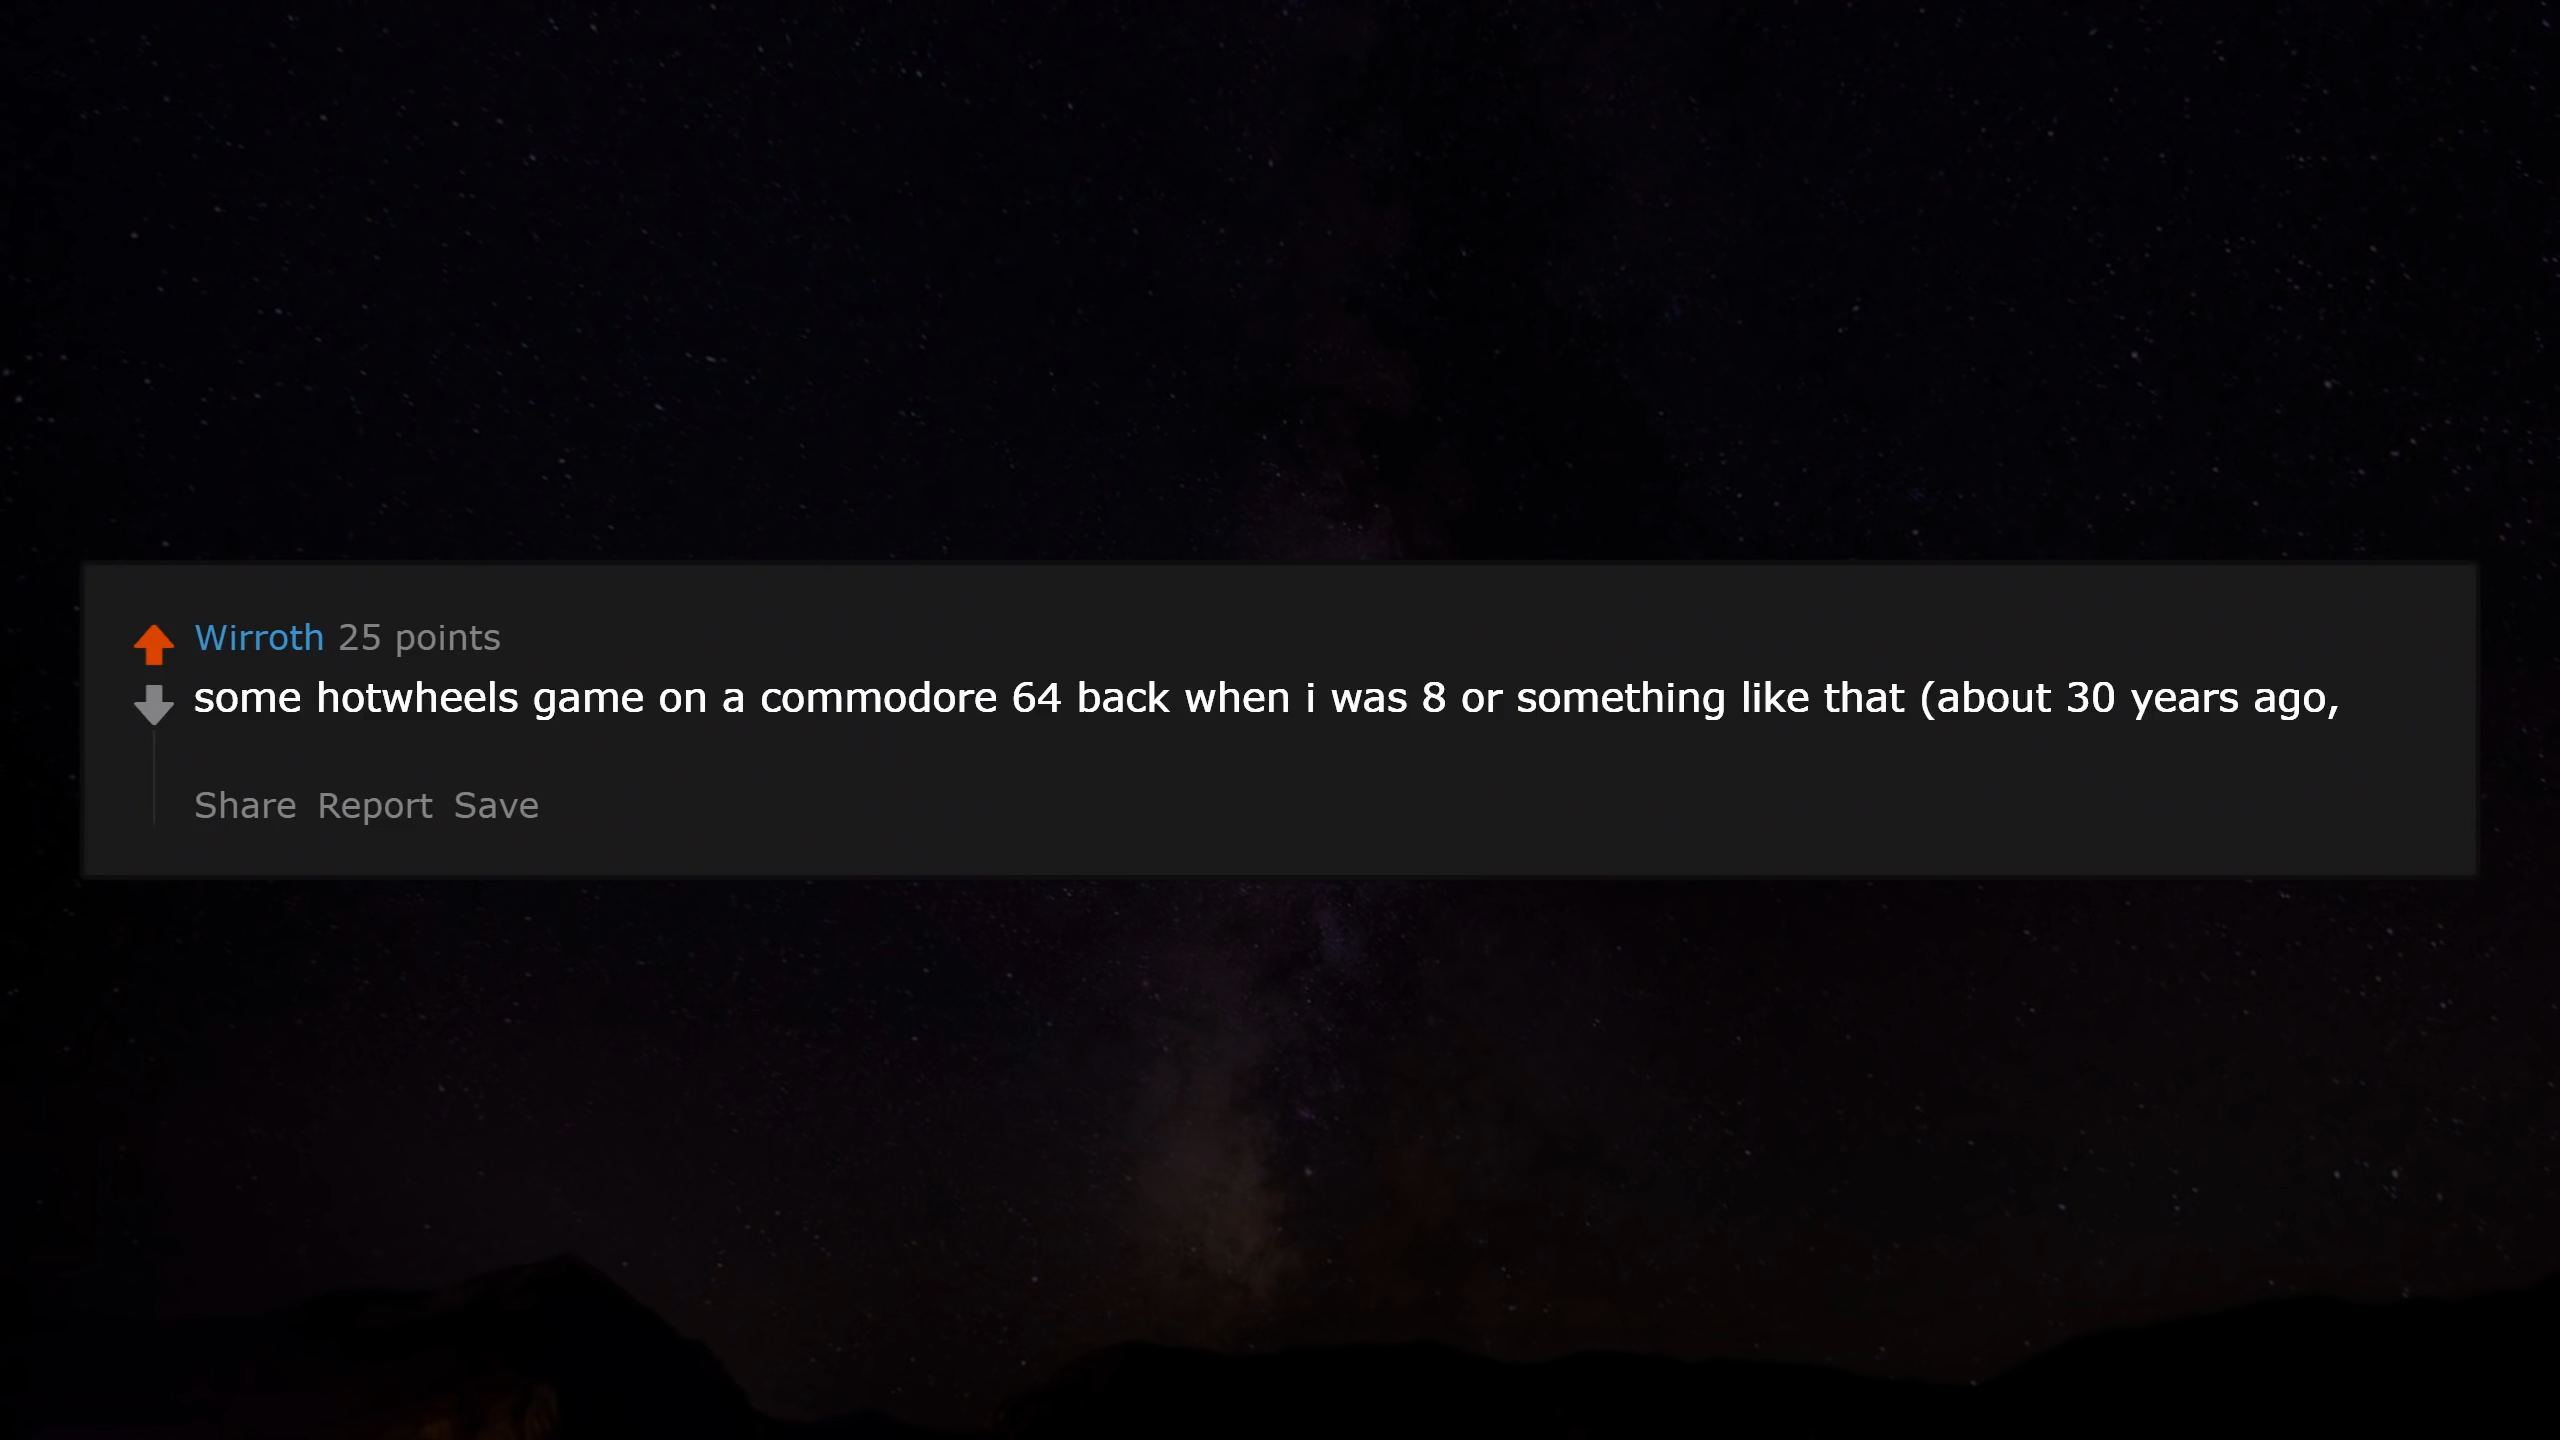 Wirroth 25 points
some hotwheels game on a commodore 64 back when i was 8 or something like that (about 30 years ago,
Share Report Save